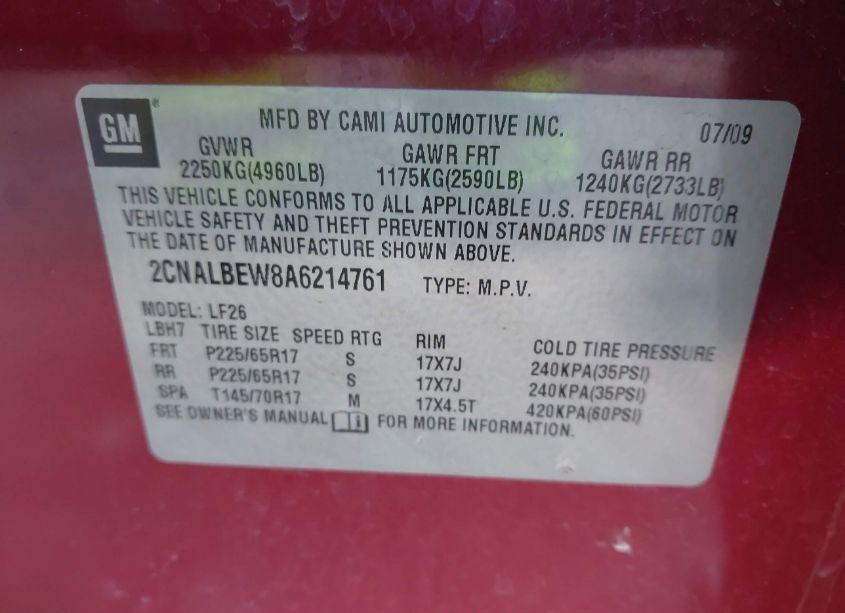 GM
MFD BY CAMI AUTOMOTIVE INC. 07/09
GVWR GAWR FRT GAWR RR
2250KG(4960LB) 1175KG(2590LB) 1240KG(2733LB)
THIS VEHICLE CONFORMS TO ALL APPLICABLE U.S. FEDERAL MOTOR
VEHICLE SAFETY AND THEFT PREVENTION STANDARDS IN EFFECT ON
THE DATE OF MANUFACTURE SHOWN ABOVE.
2CNALBEW8A6214761 TYPE: M.P.V.
MODEL: LF26
LBH7 TIRE SIZE SPEED RTG RIM COLD TIRE PRESSURE
FRT P225/65R17 S 17X7J 240KPA(35PSI)
RR P225/65R17 S 17X7J 240KPA(35PSI)
SPA T145/70R17 M 17X4.5T 420KPA(60PSI)
SEE OWNER'S MANUAL FOR MORE INFORMATION.